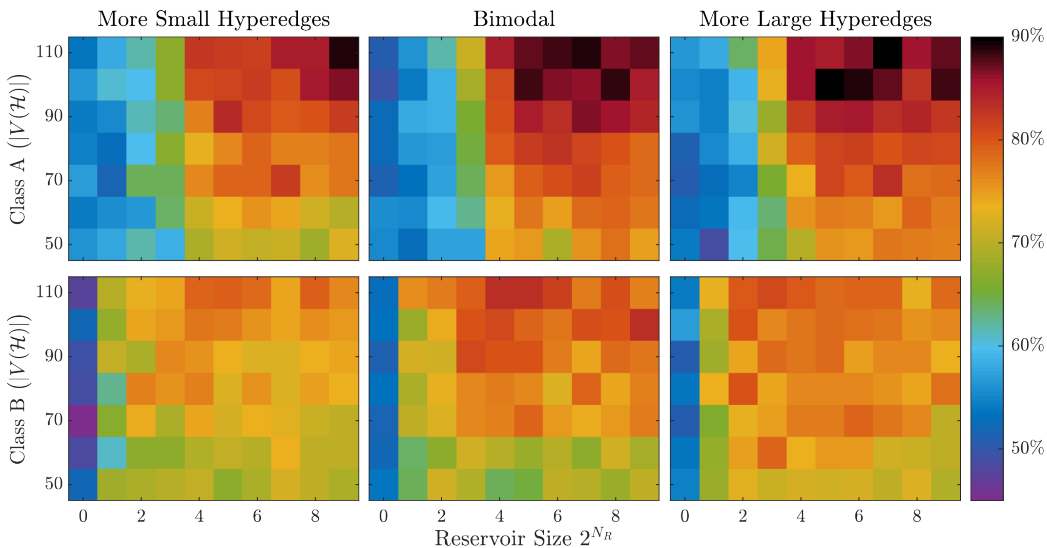 More Small Hyperedges Bimodal More Large Hyperedges
Class A (|V(ℋ)|)
110
90
70
50
90%
80%
70%
60%
50%
Class B (|V(ℋ)|)
110
90
70
50
0 2 4 6 8 0 2 4 6 8 0 2 4 6 8
Reservoir Size 2^{N_R}